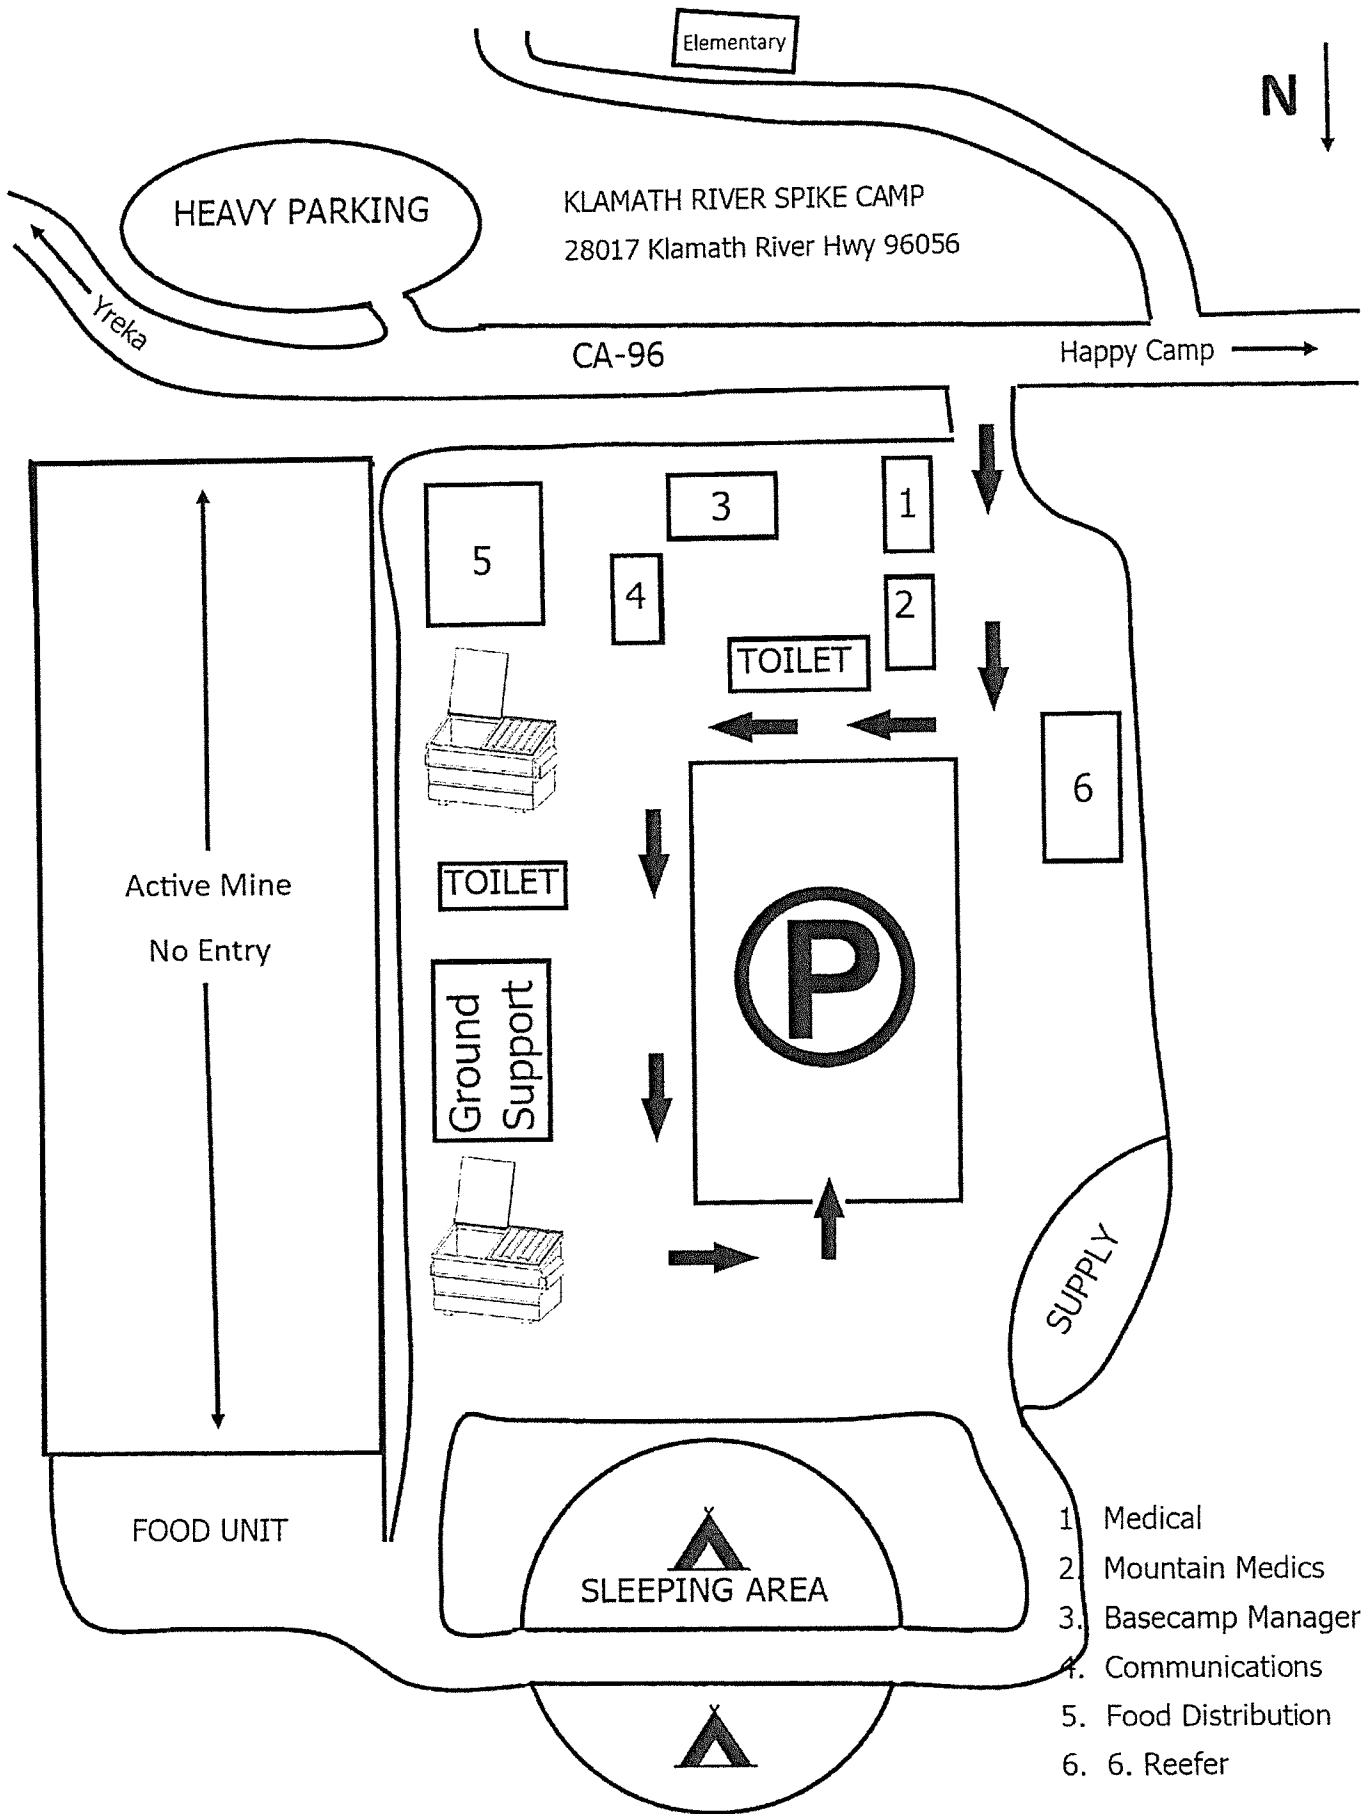 Elementary
N
HEAVY PARKING
KLAMATH RIVER SPIKE CAMP
28017 Klamath River Hwy 96056
Yreka
CA-96
Happy Camp
1
3
5
4
2
TOILET
6
Active Mine
No Entry
TOILET
P
Ground
Support
SUPPLY
FOOD UNIT
SLEEPING AREA
1. Medical
2. Mountain Medics
3. Basecamp Manager
4. Communications
5. Food Distribution
6. 6. Reefer